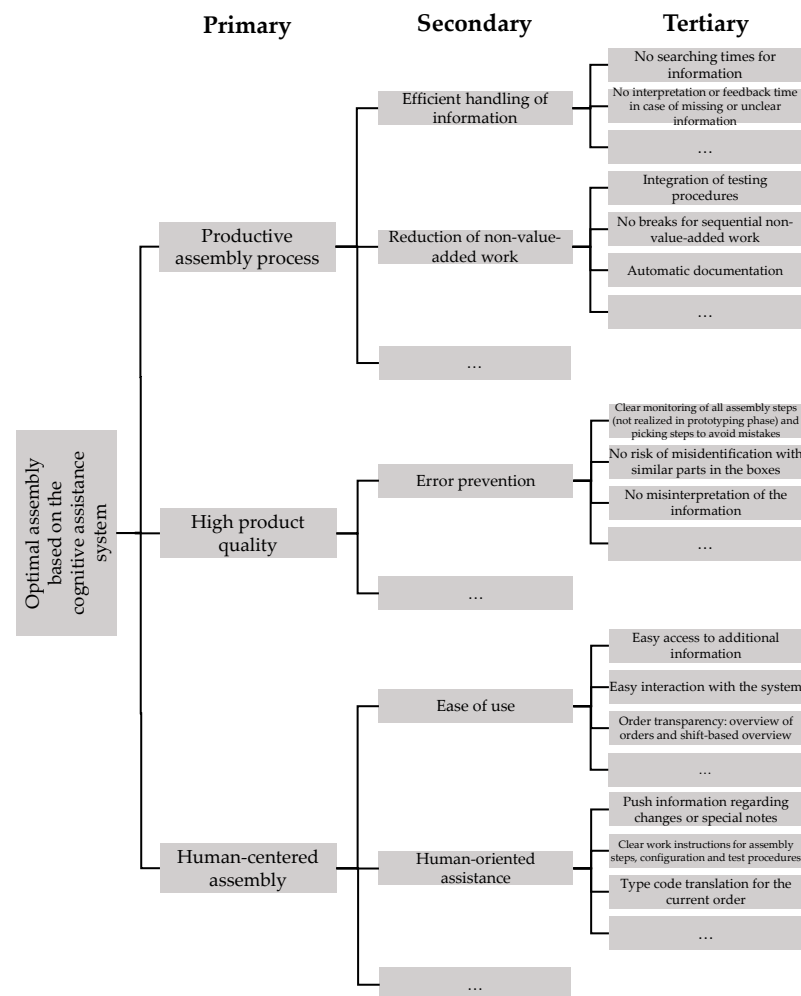 Primary
Secondary
Tertiary
Optimal assembly
based on the
cognitive assistance
system
Productive
assembly process
Efficient handling of
information
No searching times for
information
No interpretation or feedback time
in case of missing or unclear
information
…
Reduction of non-value-
added work
Integration of testing
procedures
No breaks for sequential non-
value-added work
Automatic documentation
…
…
High product
quality
Error prevention
Clear monitoring of all assembly steps
(not realized in prototyping phase) and
picking steps to avoid mistakes
No risk of misidentification with
similar parts in the boxes
No misinterpretation of the
information
…
…
Human-centered
assembly
Ease of use
Easy access to additional
information
Easy interaction with the system
Order transparency: overview of
orders and shift-based overview
…
Human-oriented
assistance
Push information regarding
changes or special notes
Clear work instructions for assembly
steps, configuration and test procedures
Type code translation for the
current order
…
…